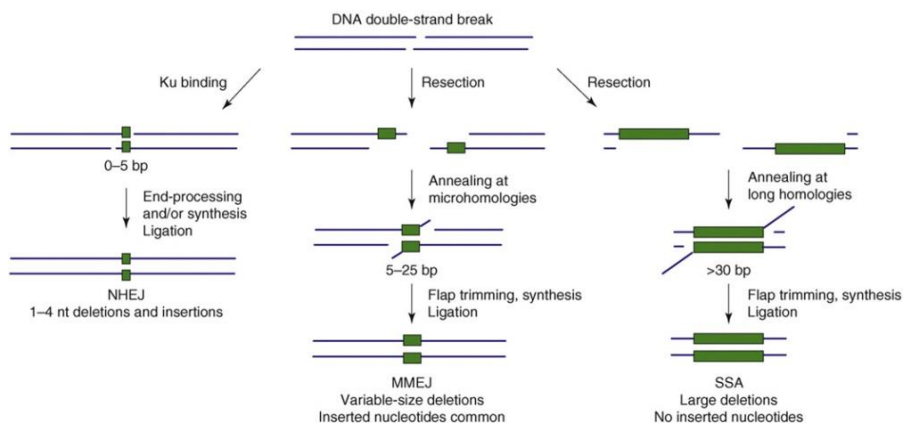 DNA double-strand break
Ku binding
Resection
Resection
0–5 bp
End-processing
and/or synthesis
Ligation
NHEJ
1–4 nt deletions and insertions
Annealing at
microhomologies
5–25 bp
Flap trimming, synthesis
Ligation
MMEJ
Variable-size deletions
Inserted nucleotides common
Annealing at
long homologies
>30 bp
Flap trimming, synthesis
Ligation
SSA
Large deletions
No inserted nucleotides